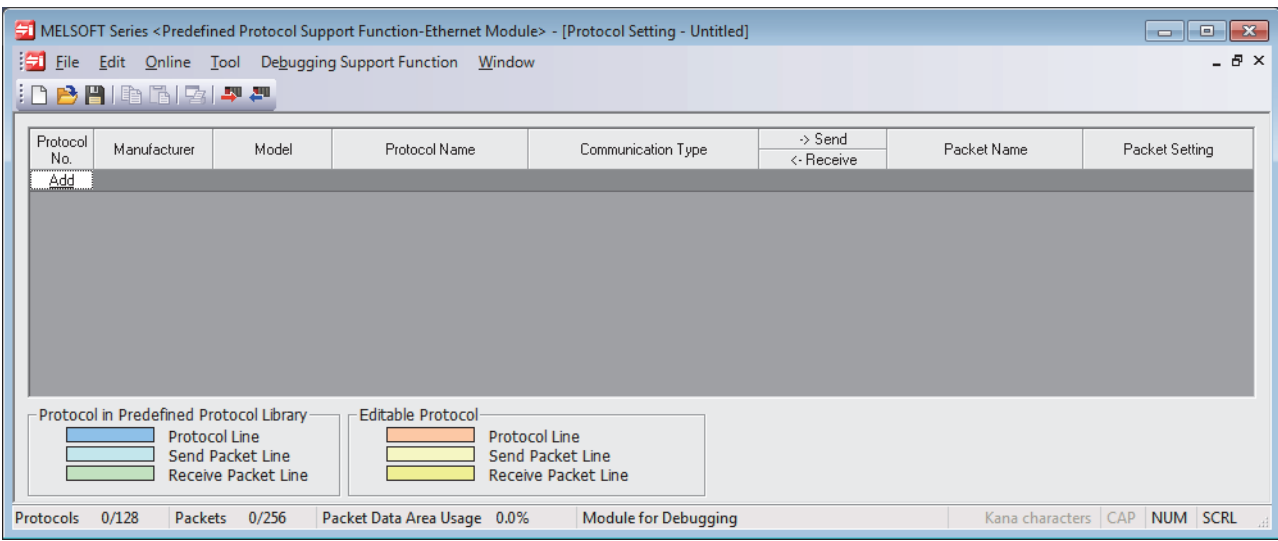 MELSOFT Series <Predefined Protocol Support Function-Ethernet Module> - [Protocol Setting - Untitled]
File Edit Online Tool Debugging Support Function Window
Protocol No. Manufacturer Model Protocol Name Communication Type -> Send <- Receive Packet Name Packet Setting
Add
Protocol in Predefined Protocol Library
Protocol Line
Send Packet Line
Receive Packet Line
Editable Protocol
Protocol Line
Send Packet Line
Receive Packet Line
Protocols 0/128 Packets 0/256 Packet Data Area Usage 0.0% Module for Debugging Kana characters CAP NUM SCRL